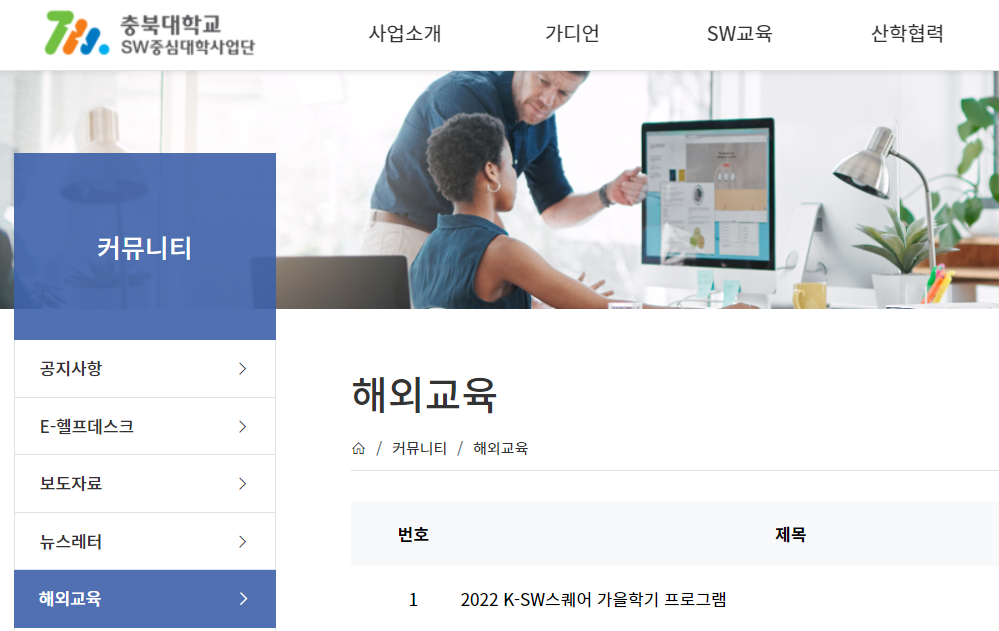 충북대학교
SW중심대학사업단
사업소개
가디언
SW교육
산학협력
커뮤니티
공지사항
E-헬프데스크
보도자료
뉴스레터
해외교육
해외교육
/ 커뮤니티 / 해외교육
번호 제목
1 2022 K-SW스퀘어 가을학기 프로그램